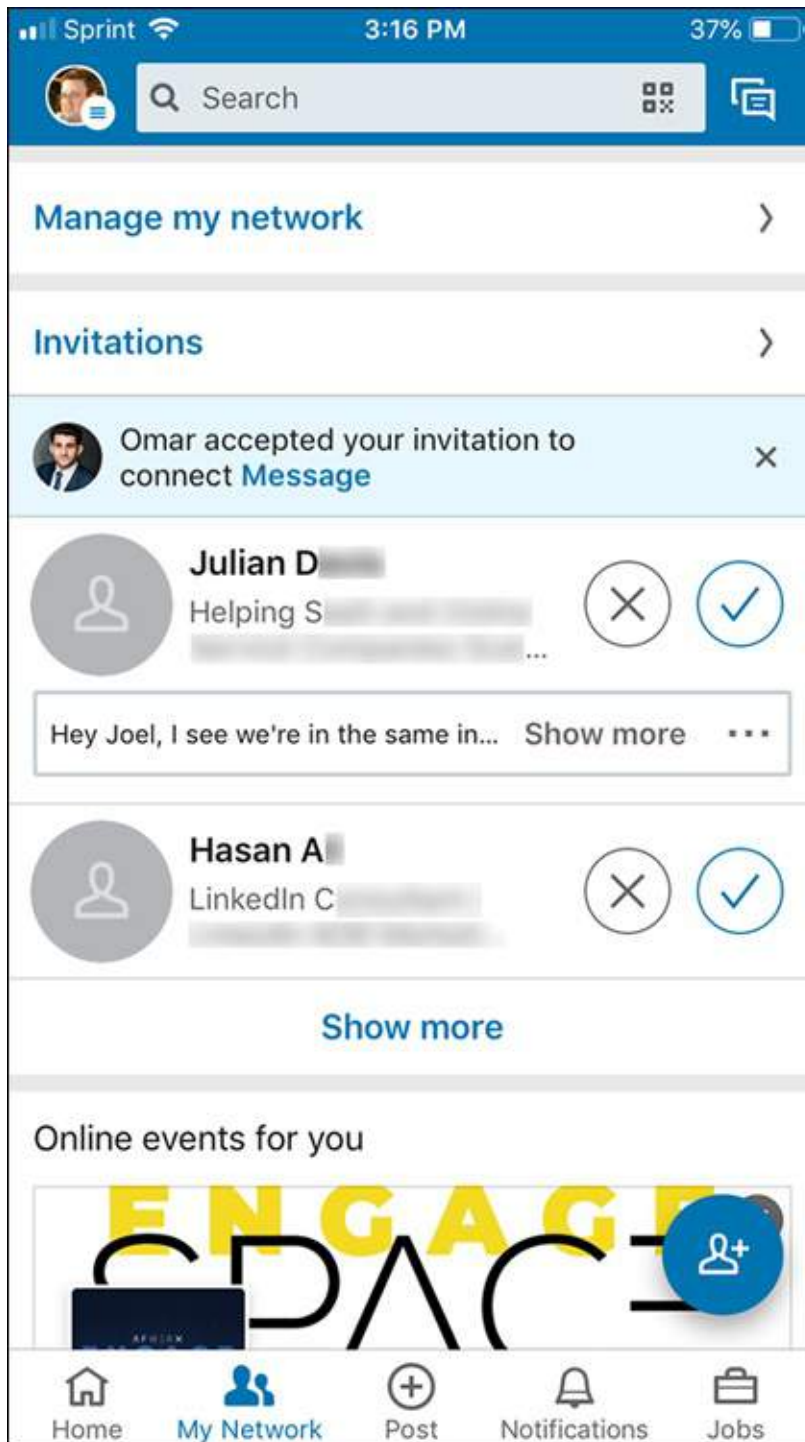 Sprint 3:16 PM 37%
Search
Manage my network
Invitations
Omar accepted your invitation to
connect Message
Julian D
Helping S
...
Hey Joel, I see we're in the same in... Show more ...
Hasan A
LinkedIn C
Show more
Online events for you
ENGAGE
SPACE
AFWERX
ENGAGE
Home My Network Post Notifications Jobs